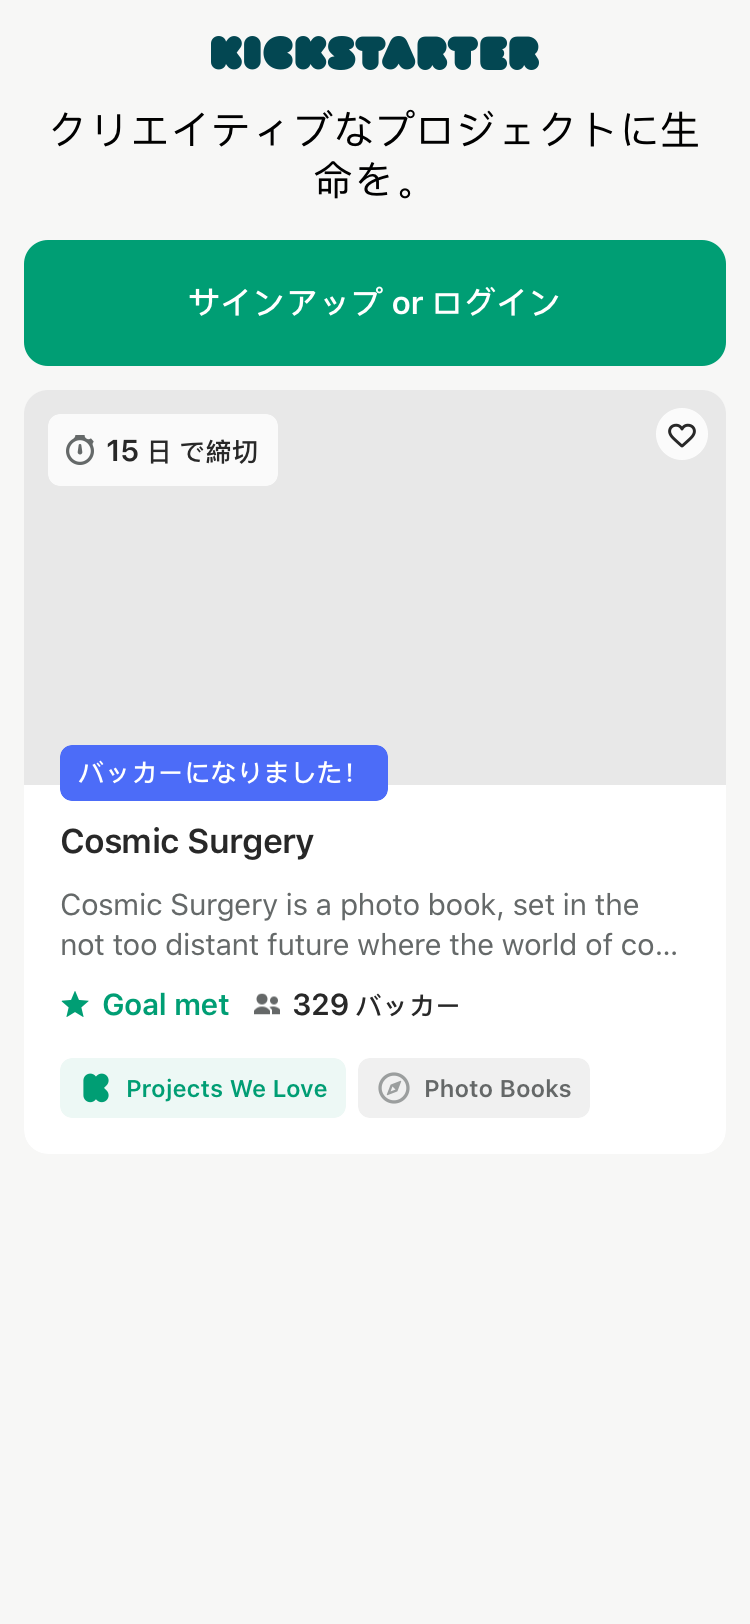 KICKSTARTER
クリエイティブなプロジェクトに生
命を。
サインアップ or ログイン
15 日 で締切
バッカーになりました！
Cosmic Surgery
Cosmic Surgery is a photo book, set in the
not too distant future where the world of co...
Goal met 329 バッカー
Projects We Love Photo Books